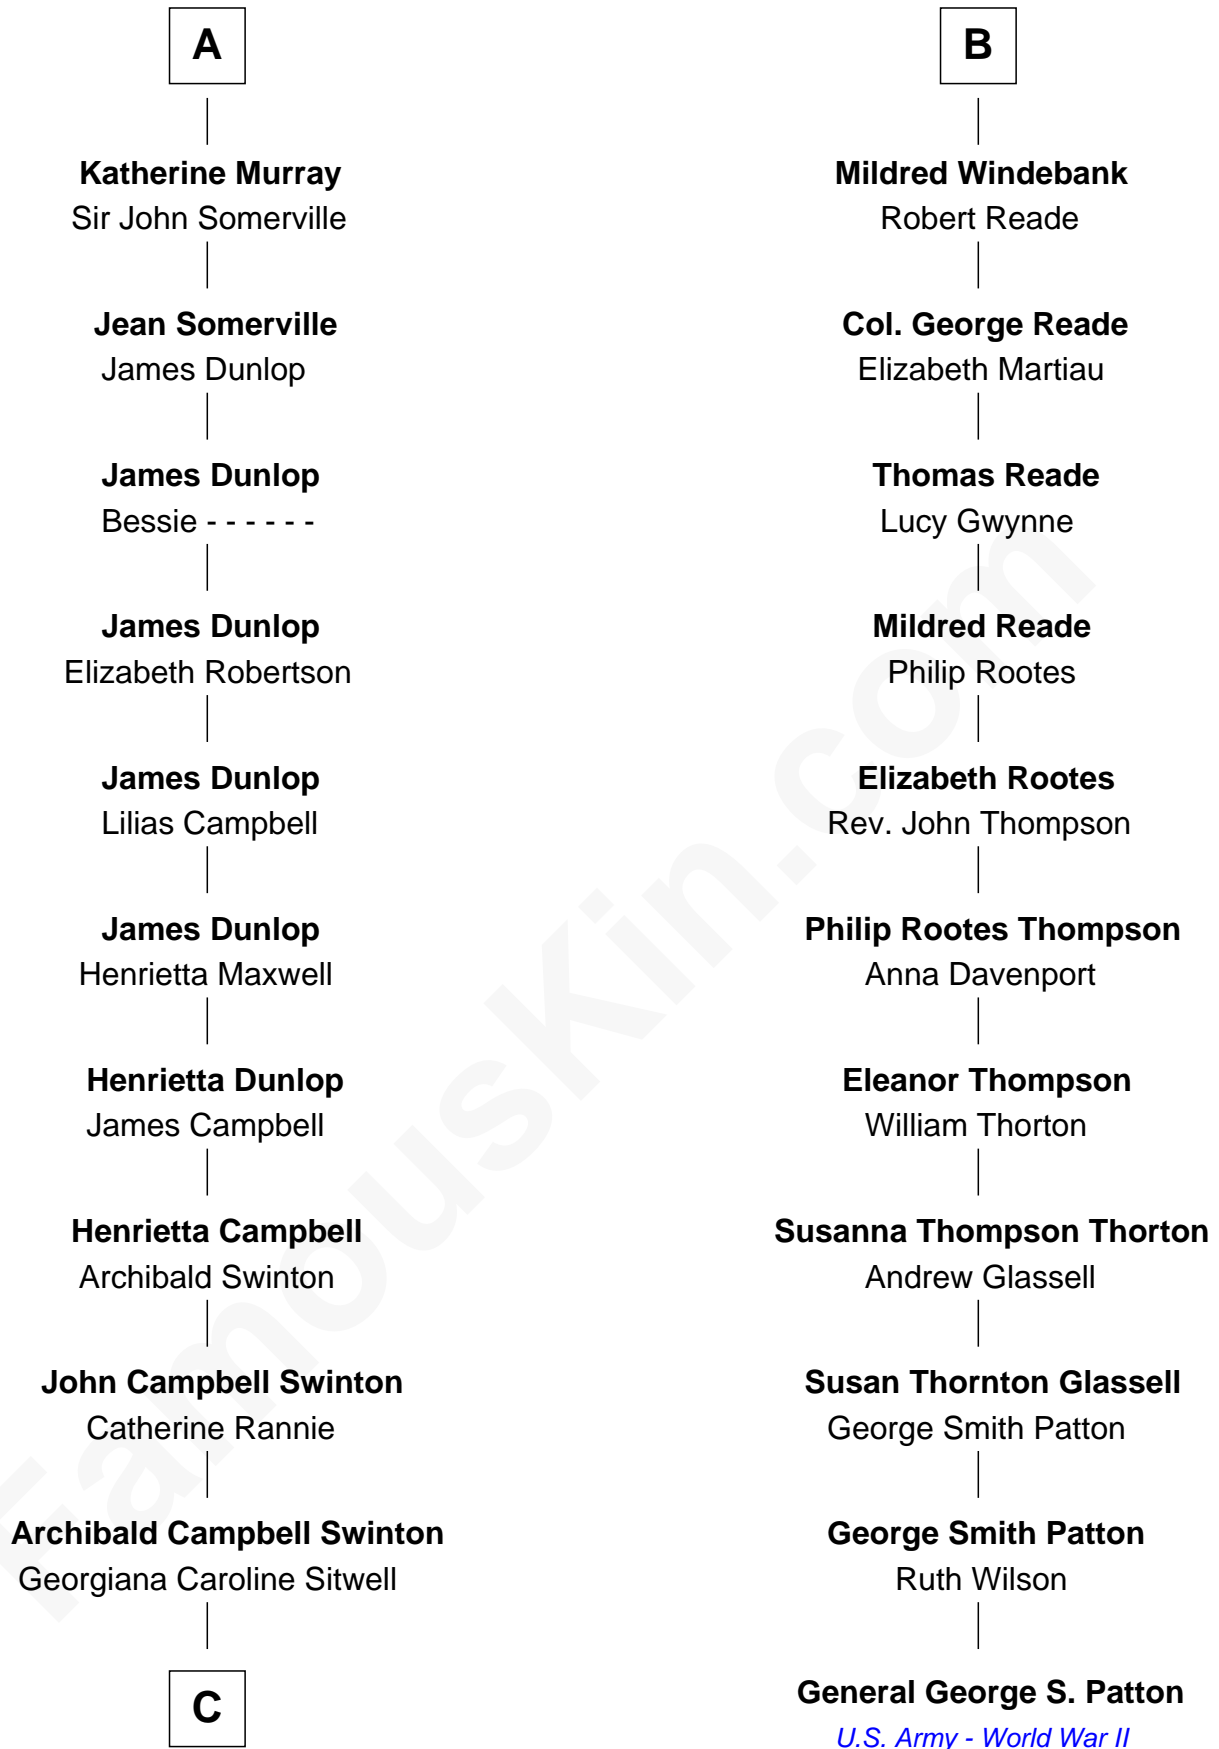 A
Katherine Murray
Sir John Somerville
Jean Somerville
James Dunlop
James Dunlop
Bessie - - - - - -
James Dunlop
Elizabeth Robertson
James Dunlop
Lilias Campbell
James Dunlop
Henrietta Maxwell
Henrietta Dunlop
James Campbell
Henrietta Campbell
Archibald Swinton
John Campbell Swinton
Catherine Rannie
Archibald Campbell Swinton
Georgiana Caroline Sitwell
C
B
Mildred Windebank
Robert Reade
Col. George Reade
Elizabeth Martiau
Thomas Reade
Lucy Gwynne
Mildred Reade
Philip Rootes
Elizabeth Rootes
Rev. John Thompson
Philip Rootes Thompson
Anna Davenport
Eleanor Thompson
William Thorton
Susanna Thompson Thorton
Andrew Glassell
Susan Thornton Glassell
George Smith Patton
George Smith Patton
Ruth Wilson
General George S. Patton
U.S. Army - World War II
FamousKin.com